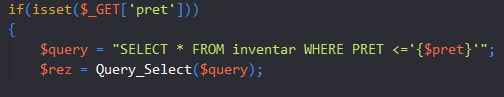 if(isset($_GET['pret']))
{
$query = "SELECT * FROM inventar WHERE PRET <='{$pret}'";
$rez = Query_Select($query);